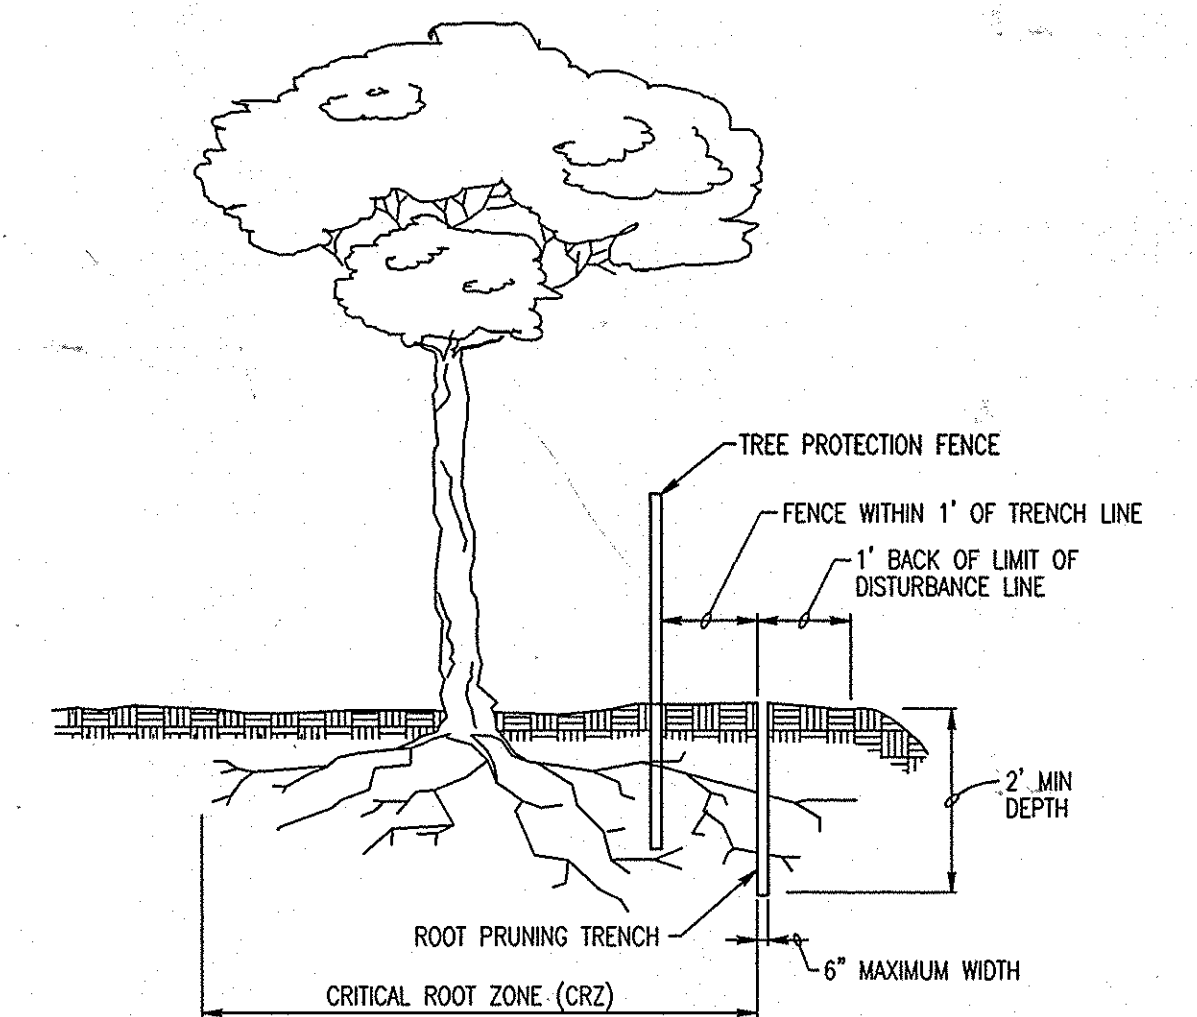 TREE PROTECTION FENCE
FENCE WITHIN 1' OF TRENCH LINE
1' BACK OF LIMIT OF
DISTURBANCE LINE
2' MIN
DEPTH
ROOT PRUNING TRENCH
6" MAXIMUM WIDTH
CRITICAL ROOT ZONE (CRZ)